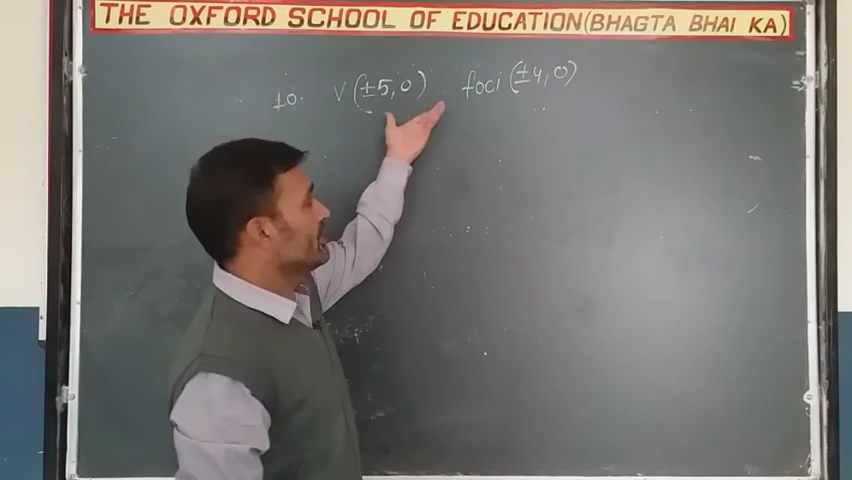 THE OXFORD SCHOOL OF EDUCATION(BHAGTA BHAI KA)
10. V(±5,0) foci(±4,0)